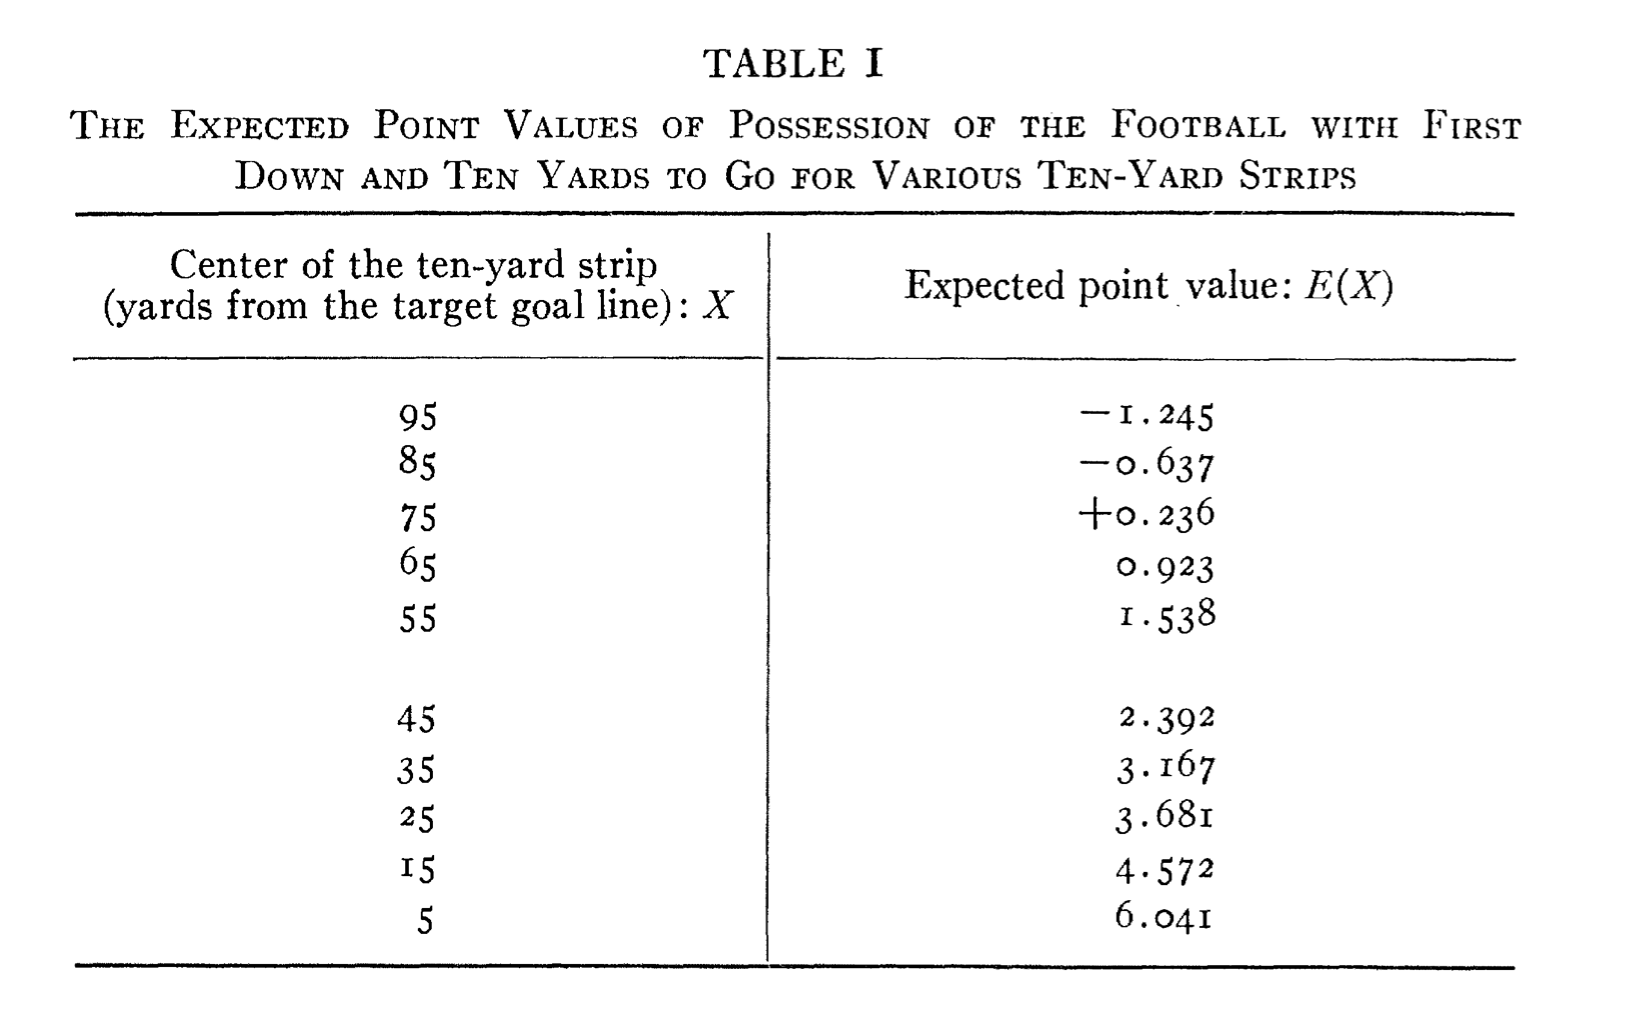 TABLE I
THE EXPECTED POINT VALUES OF POSSESSION OF THE FOOTBALL WITH FIRST
DOWN AND TEN YARDS TO GO FOR VARIOUS TEN-YARD STRIPS
Center of the ten-yard strip
(yards from the target goal line): X
Expected point value: E(X)
95 −1.245
85 −0.637
75 +0.236
65 0.923
55 1.538
45 2.392
35 3.167
25 3.681
15 4.572
5 6.041